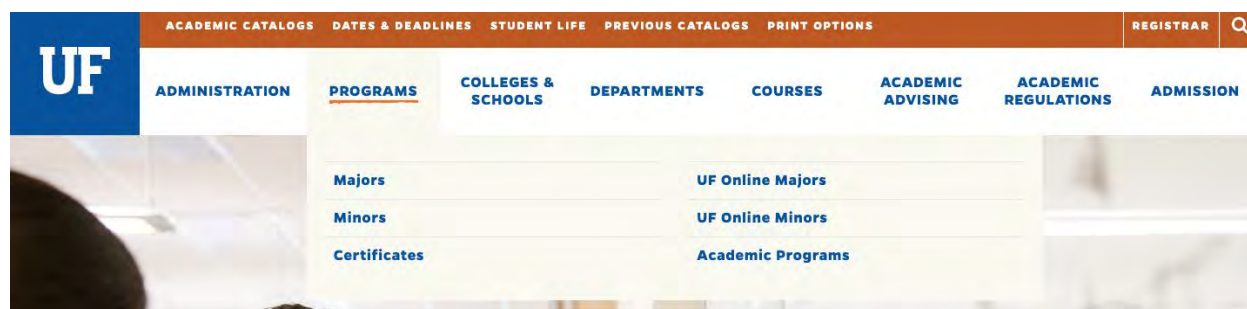 ACADEMIC CATALOGS DATES & DEADLINES STUDENT LIFE PREVIOUS CATALOGS PRINT OPTIONS REGISTRAR
UF
ADMINISTRATION PROGRAMS COLLEGES & SCHOOLS DEPARTMENTS COURSES ACADEMIC ADVISING ACADEMIC REGULATIONS ADMISSION
Majors UF Online Majors
Minors UF Online Minors
Certificates Academic Programs